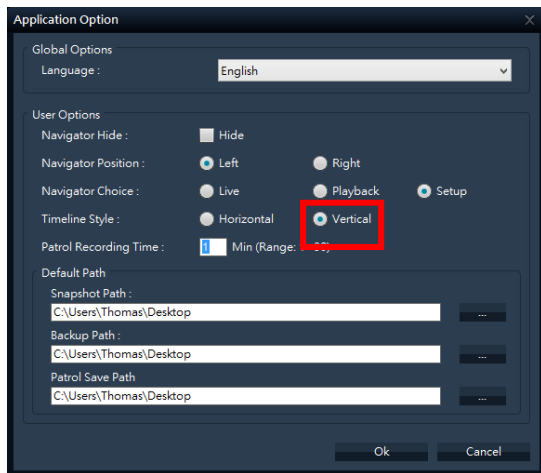 Application Option
Global Options
Language : English
User Options
Navigator Hide : Hide
Navigator Position : Left Right
Navigator Choice : Live Playback Setup
Timeline Style : Horizontal Vertical
Patrol Recording Time : 1 Min (Range:
Default Path
Snapshot Path :
C:\Users\Thomas\Desktop ...
Backup Path :
C:\Users\Thomas\Desktop ...
Patrol Save Path
C:\Users\Thomas\Desktop ...
Ok Cancel